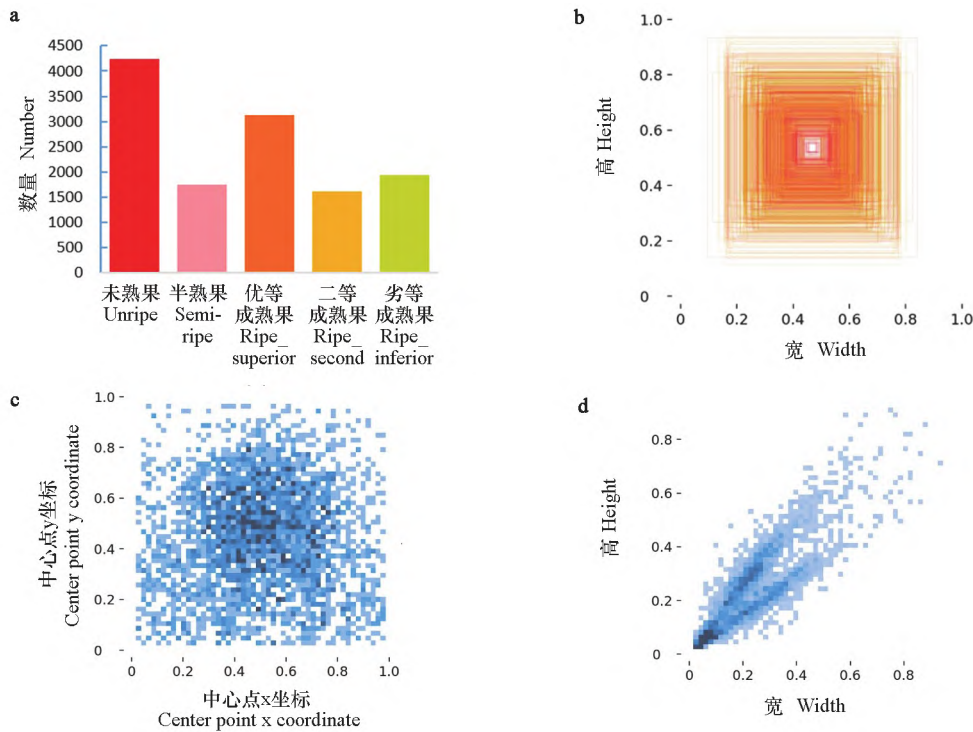 a
数量 Number
4500
4000
3500
3000
2500
2000
1500
1000
500
0
未熟果
Unripe
半熟果
Semi-
ripe
优等
成熟果
Ripe_
superior
二等
成熟果
Ripe_
second
劣等
成熟果
Ripe_
inferior
b
高 Height
1.0
0.8
0.6
0.4
0.2
0
0 0.2 0.4 0.6 0.8 1.0
宽 Width
c
中心点y坐标
Center point y coordinate
1.0
0.8
0.6
0.4
0.2
0
0 0.2 0.4 0.6 0.8 1.0
中心点x坐标
Center point x coordinate
d
高 Height
0.8
0.6
0.4
0.2
0
0 0.2 0.4 0.6 0.8
宽 Width